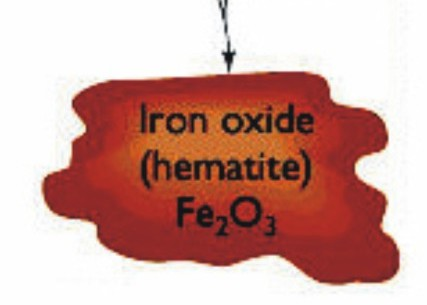 Iron oxide
(hematite)
Fe₂O₃